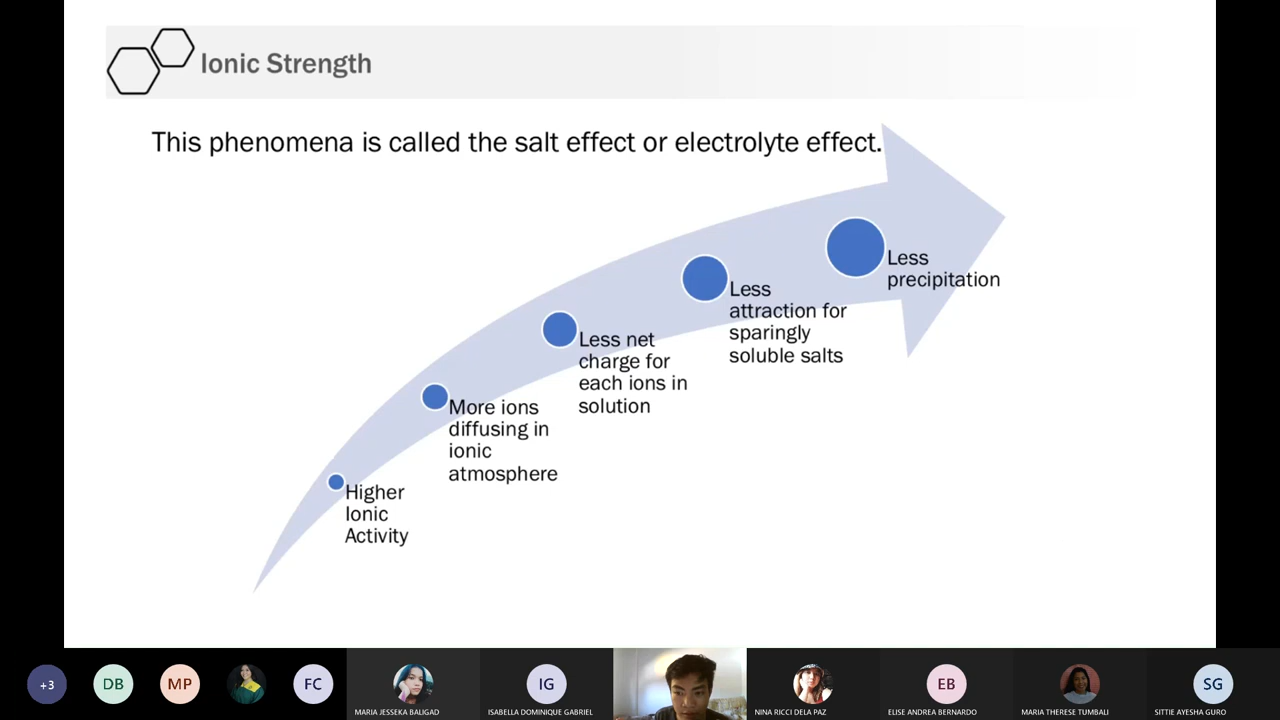 Ionic Strength
This phenomena is called the salt effect or electrolyte effect.
Less
precipitation
Less
attraction for
sparingly
soluble salts
Less net
charge for
each ions in
solution
More ions
diffusing in
ionic
atmosphere
Higher
Ionic
Activity
+3
DB
MP
FC
MARIA JESSEKA BALIGAD
IG
ISABELLA DOMINIQUE GABRIEL
NINA RICCI DELA PAZ
EB
ELISE ANDREA BERNARDO
MARIA THERESE TUMBALI
SG
SITTIE AYESHA GURO